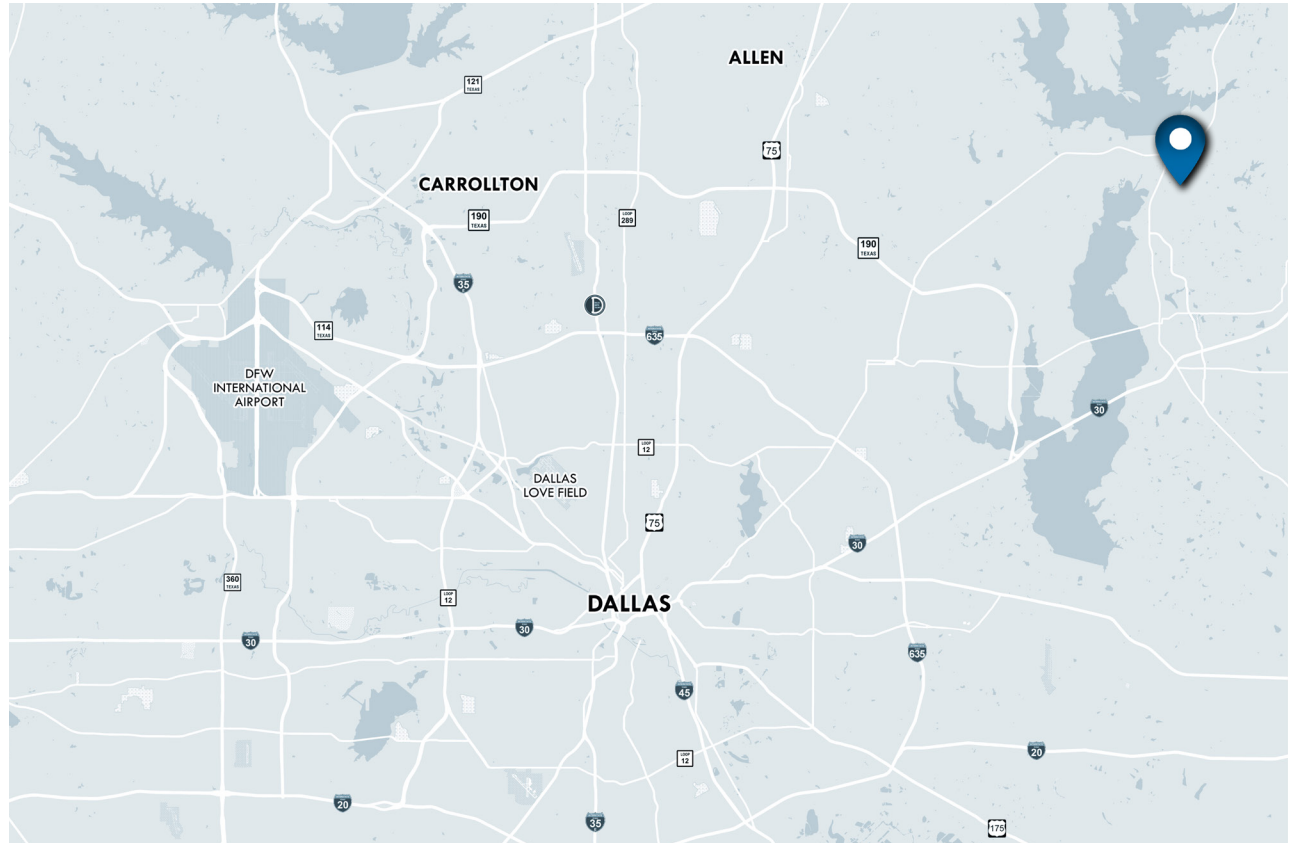 ALLEN
121
TEXAS
75
CARROLLTON
190
TEXAS
LOOP
289
190
TEXAS
35
D
114
TEXAS
635
DFW
INTERNATIONAL
AIRPORT
30
LOOP
12
DALLAS
LOVE FIELD
75
30
360
TEXAS
LOOP
12
DALLAS
30
30
635
45
LOOP
12
20
20
35
175